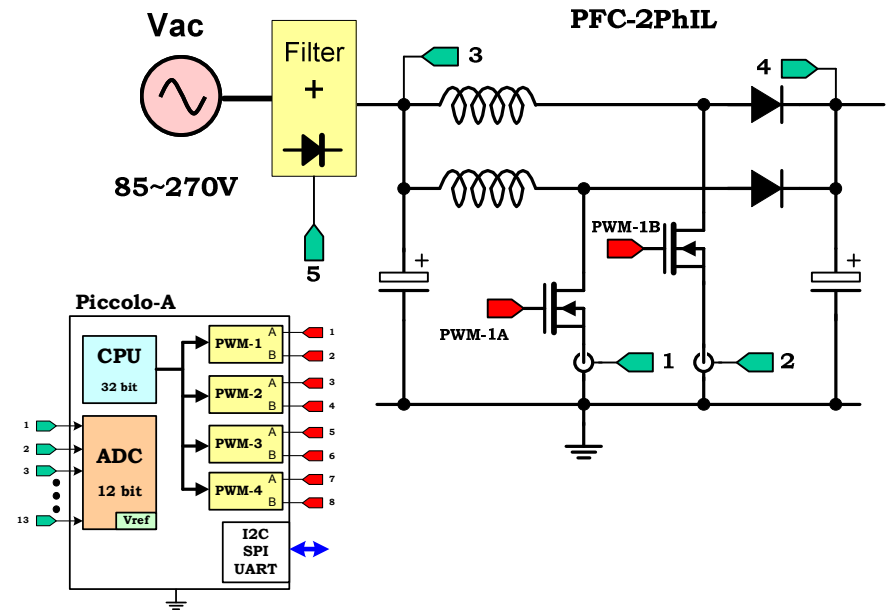 PFC-2PhIL
Vac
Filter
+
3
4
85~270V
5
PWM-1B
+
+
PWM-1A
1
2
Piccolo-A
CPU
32 bit
PWM-1
A
B
1
2
PWM-2
A
B
3
4
PWM-3
A
B
5
6
PWM-4
A
B
7
8
1
2
3
13
ADC
12 bit
Vref
I2C
SPI
UART